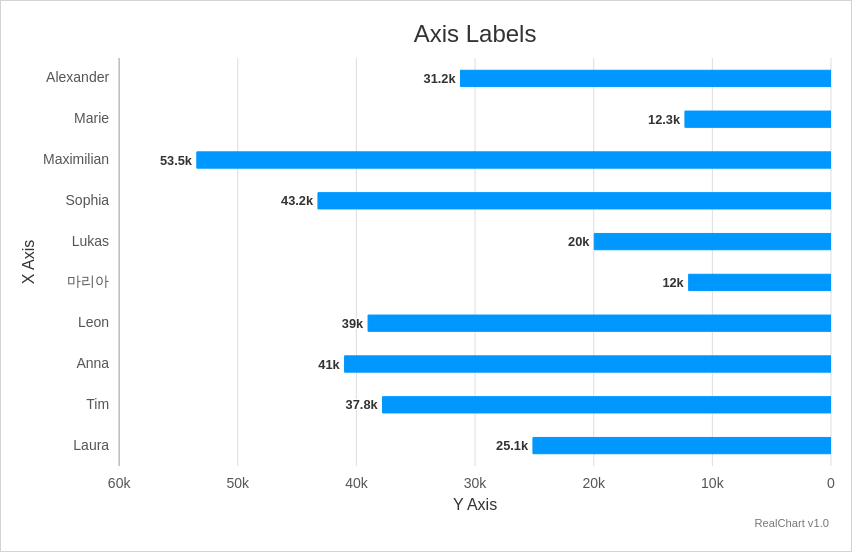 Axis Labels
Alexander 31.2k
Marie 12.3k
Maximilian 53.5k
Sophia 43.2k
Lukas 20k
마리아 12k
Leon 39k
Anna 41k
Tim 37.8k
Laura 25.1k
X Axis
60k 50k 40k 30k 20k 10k 0
Y Axis
RealChart v1.0